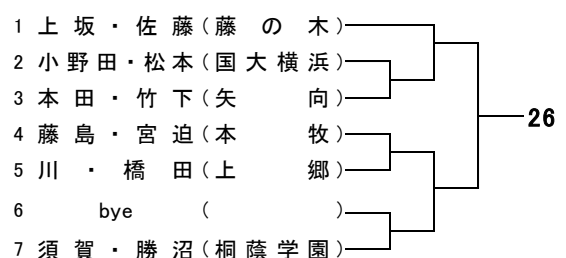 1 上坂・佐藤(藤の木)
2 小野田・松本(国大横浜)
3 本田・竹下(矢向)
26
4 藤島・宮迫(本牧)
5 川・橋田(上郷)
6 bye ( )
7 須賀・勝沼(桐蔭学園)